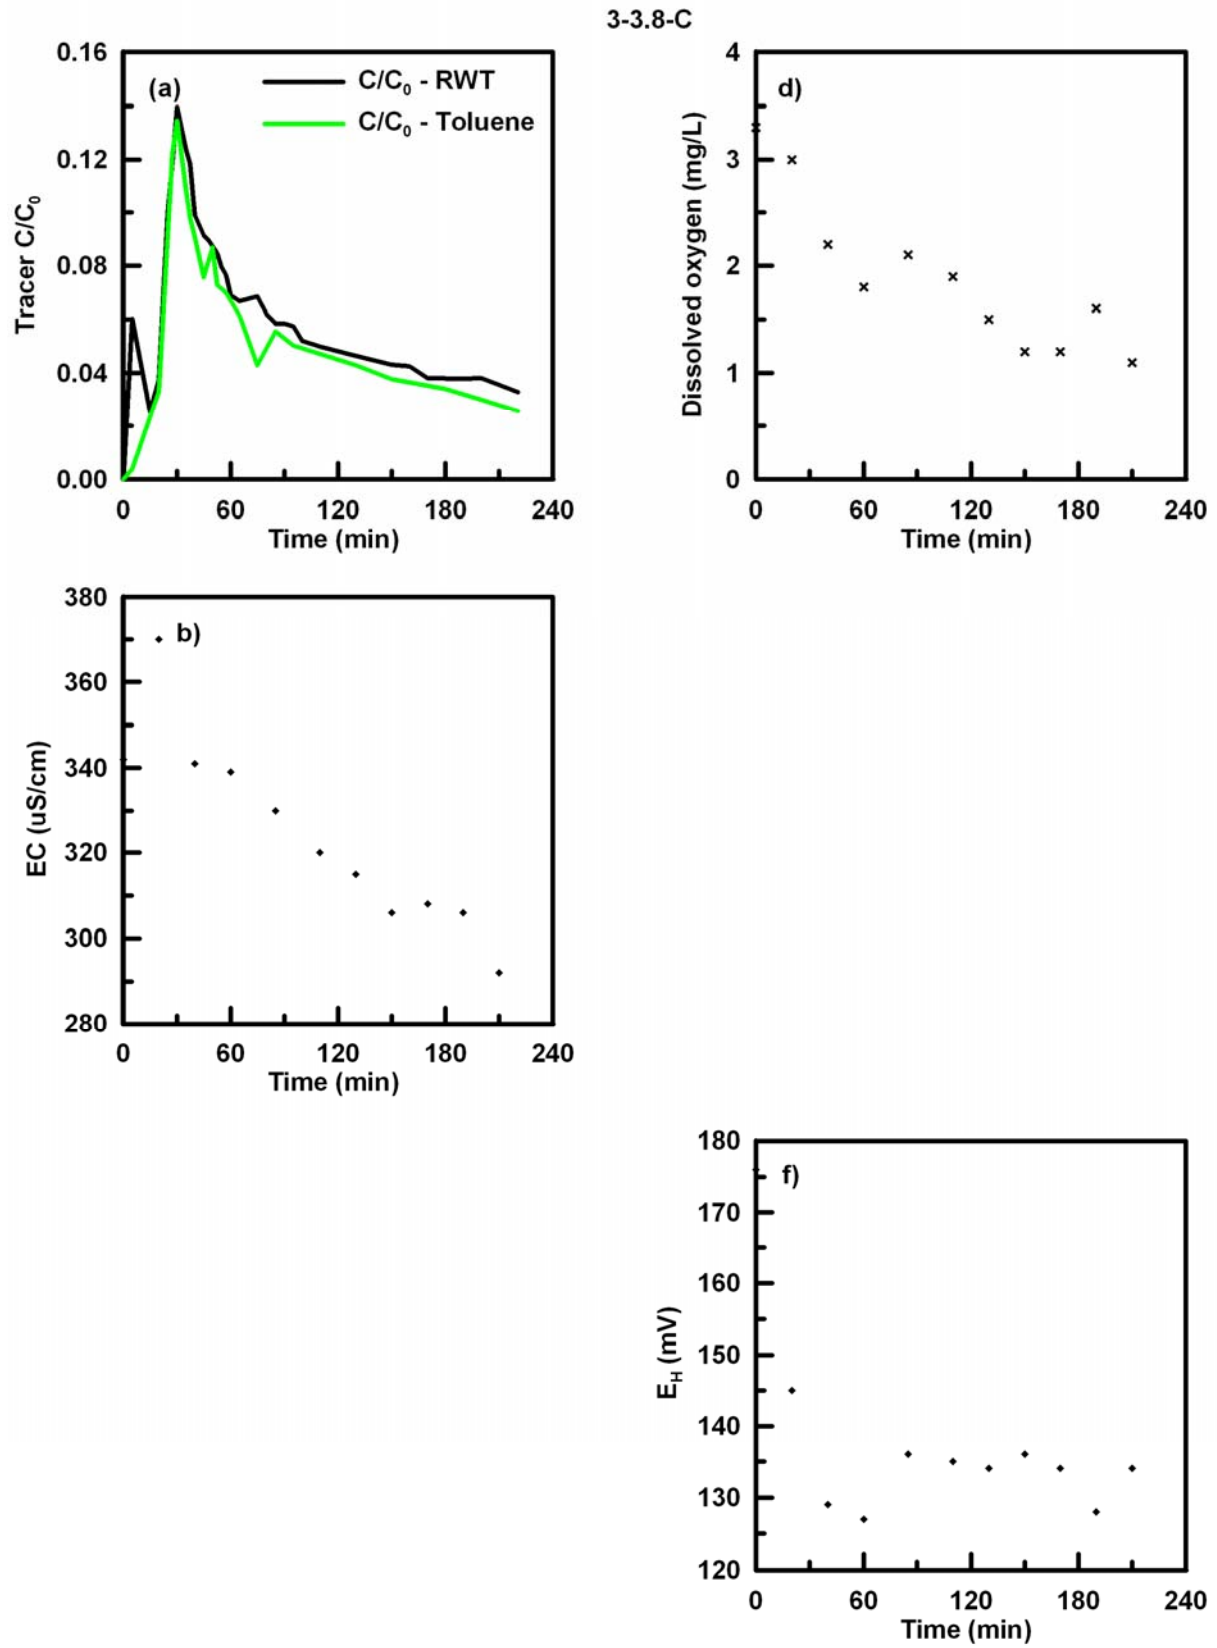 3-3.8-C
(a)
C/C0 - RWT
C/C0 - Toluene
Tracer C/C0
0.16
0.12
0.08
0.04
0.00
0 60 120 180 240
Time (min)
d)
Dissolved oxygen (mg/L)
4
3
2
1
0
0 60 120 180 240
Time (min)
b)
EC (uS/cm)
380
360
340
320
300
280
0 60 120 180 240
Time (min)
f)
EH (mV)
180
170
160
150
140
130
120
0 60 120 180 240
Time (min)